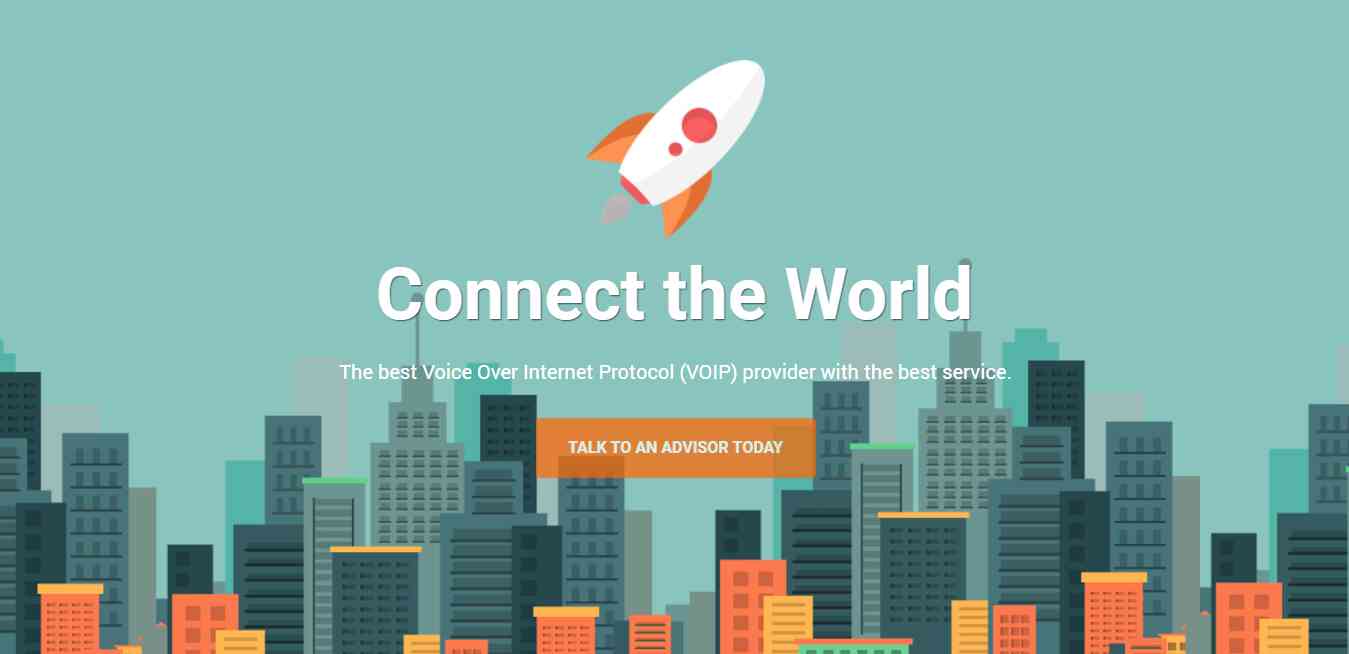 Connect the World
The best Voice Over Internet Protocol (VOIP) provider with the best service.
TALK TO AN ADVISOR TODAY